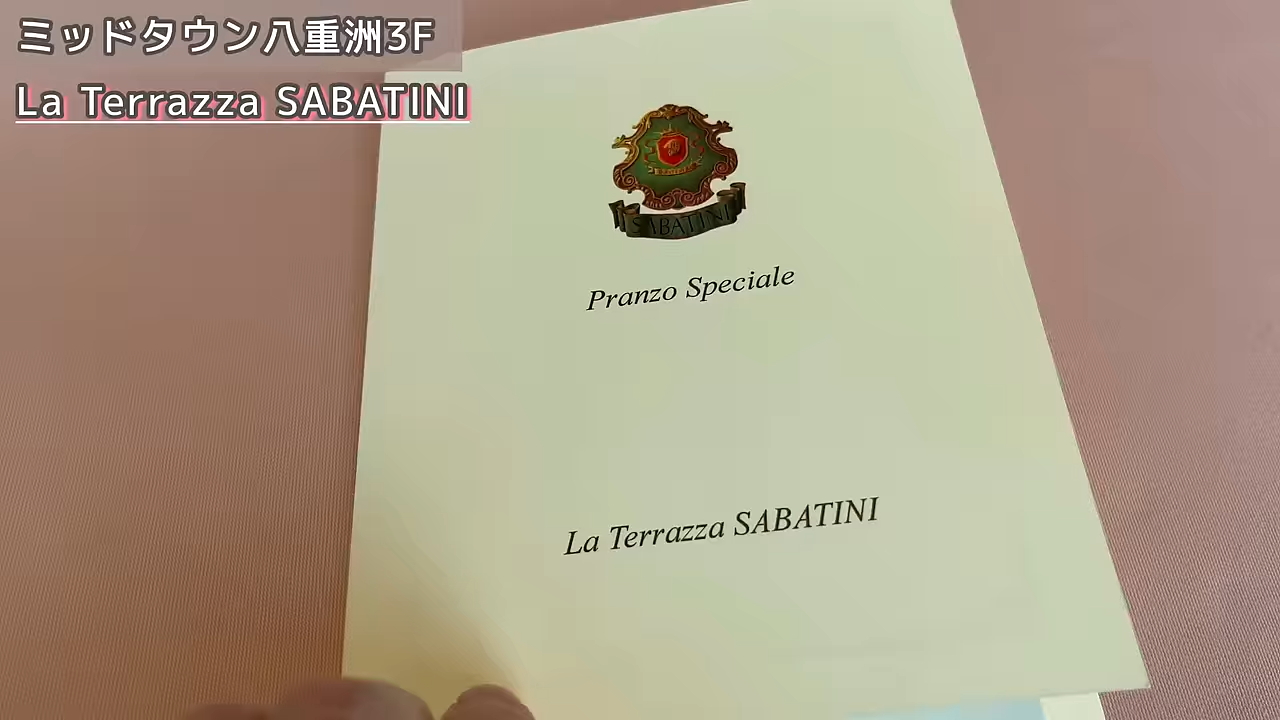 ミッドタウン八重洲3F
La Terrazza SABATINI
SABATINI
Pranzo Speciale
La Terrazza SABATINI